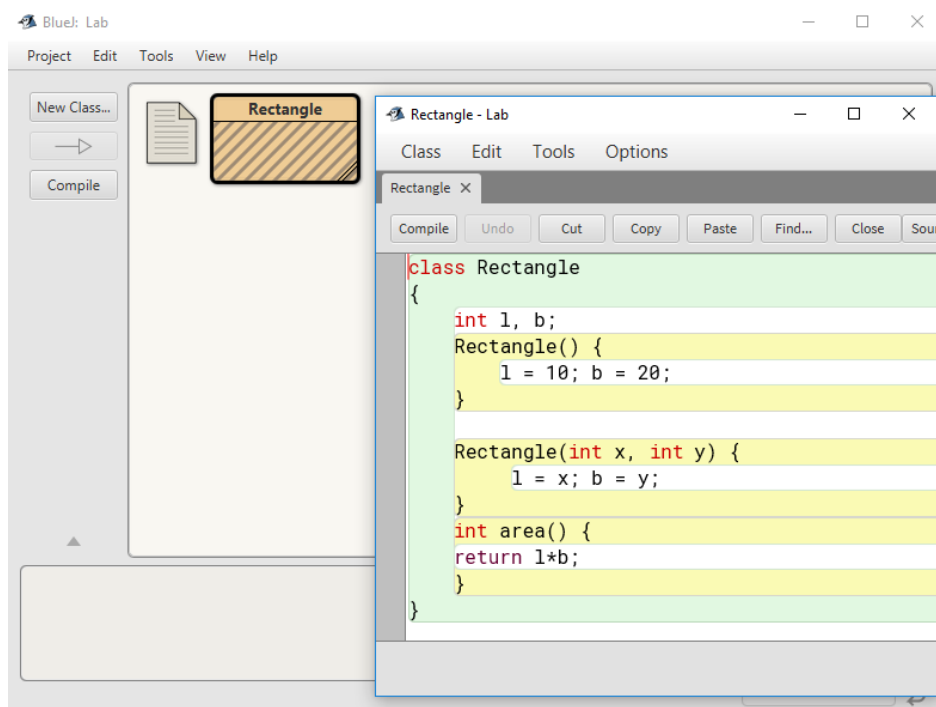 BlueJ: Lab
Project Edit Tools View Help
New Class...
Compile
Rectangle
Rectangle - Lab
Class Edit Tools Options
Rectangle
Compile Undo Cut Copy Paste Find... Close Sour
class Rectangle
{
int l, b;
Rectangle() {
l = 10; b = 20;
}
Rectangle(int x, int y) {
l = x; b = y;
}
int area() {
return l*b;
}
}